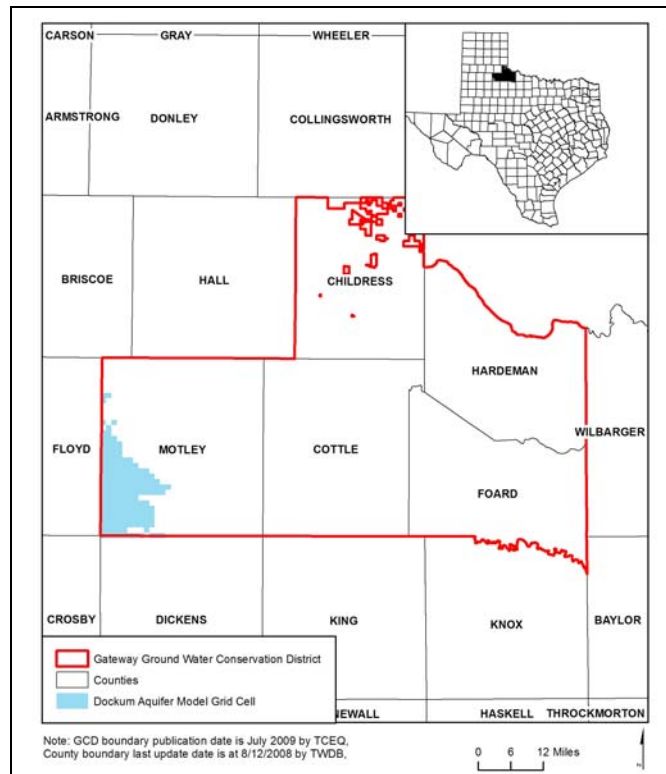 CARSON GRAY WHEELER
ARMSTRONG DONLEY COLLINGSWORTH
BRISCOE HALL CHILDRESS
HARDEMAN
FLOYD MOTLEY COTTLE WILBARGER
FOARD
CROSBY DICKENS KING KNOX BAYLOR
Gateway Ground Water Conservation District
Counties
Dockum Aquifer Model Grid Cell
NEWALL HASKELL THROCKMORTON
Note: GCD boundary publication date is July 2009 by TCEQ,
County boundary last update date is at 8/12/2008 by TWDB,
0 6 12 Miles